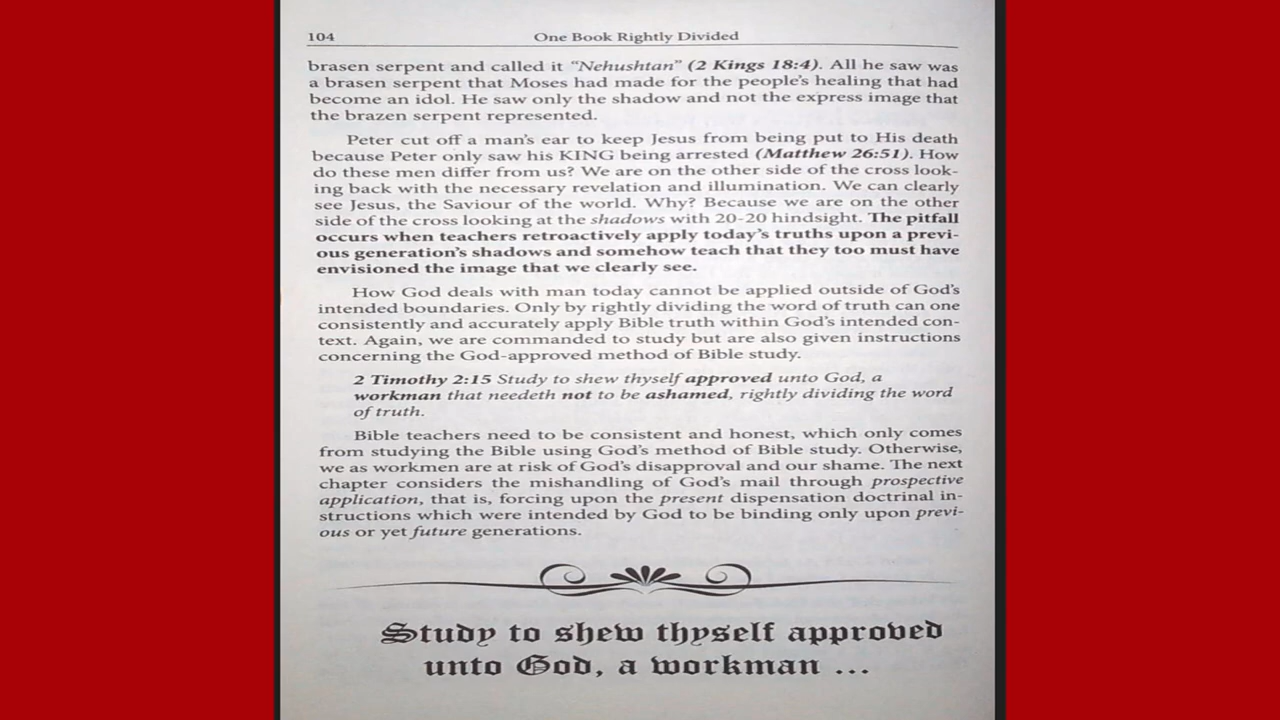 104 One Book Rightly Divided
brasen serpent and called it "Nehushtan" (2 Kings 18:4). All he saw was
a brasen serpent that Moses had made for the people's healing that had
become an idol. He saw only the shadow and not the express image that
the brazen serpent represented.
Peter cut off a man's ear to keep Jesus from being put to His death
because Peter only saw his KING being arrested (Matthew 26:51). How
do these men differ from us? We are on the other side of the cross look-
ing back with the necessary revelation and illumination. We can clearly
see Jesus, the Saviour of the world. Why? Because we are on the other
side of the cross looking at the shadows with 20-20 hindsight. The pitfall
occurs when teachers retroactively apply today's truths upon a previ-
ous generation's shadows and somehow teach that they too must have
envisioned the image that we clearly see.
How God deals with man today cannot be applied outside of God's
intended boundaries. Only by rightly dividing the word of truth can one
consistently and accurately apply Bible truth within God's intended con-
text. Again, we are commanded to study but are also given instructions
concerning the God-approved method of Bible study.
2 Timothy 2:15 Study to shew thyself approved unto God, a
workman that needeth not to be ashamed, rightly dividing the word
of truth.
Bible teachers need to be consistent and honest, which only comes
from studying the Bible using God's method of Bible study. Otherwise,
we as workmen are at risk of God's disapproval and our shame. The next
chapter considers the mishandling of God's mail through prospective
application, that is, forcing upon the present dispensation doctrinal in-
structions which were intended by God to be binding only upon previ-
ous or yet future generations.
Study to shew thyself approved
unto God, a workman ...